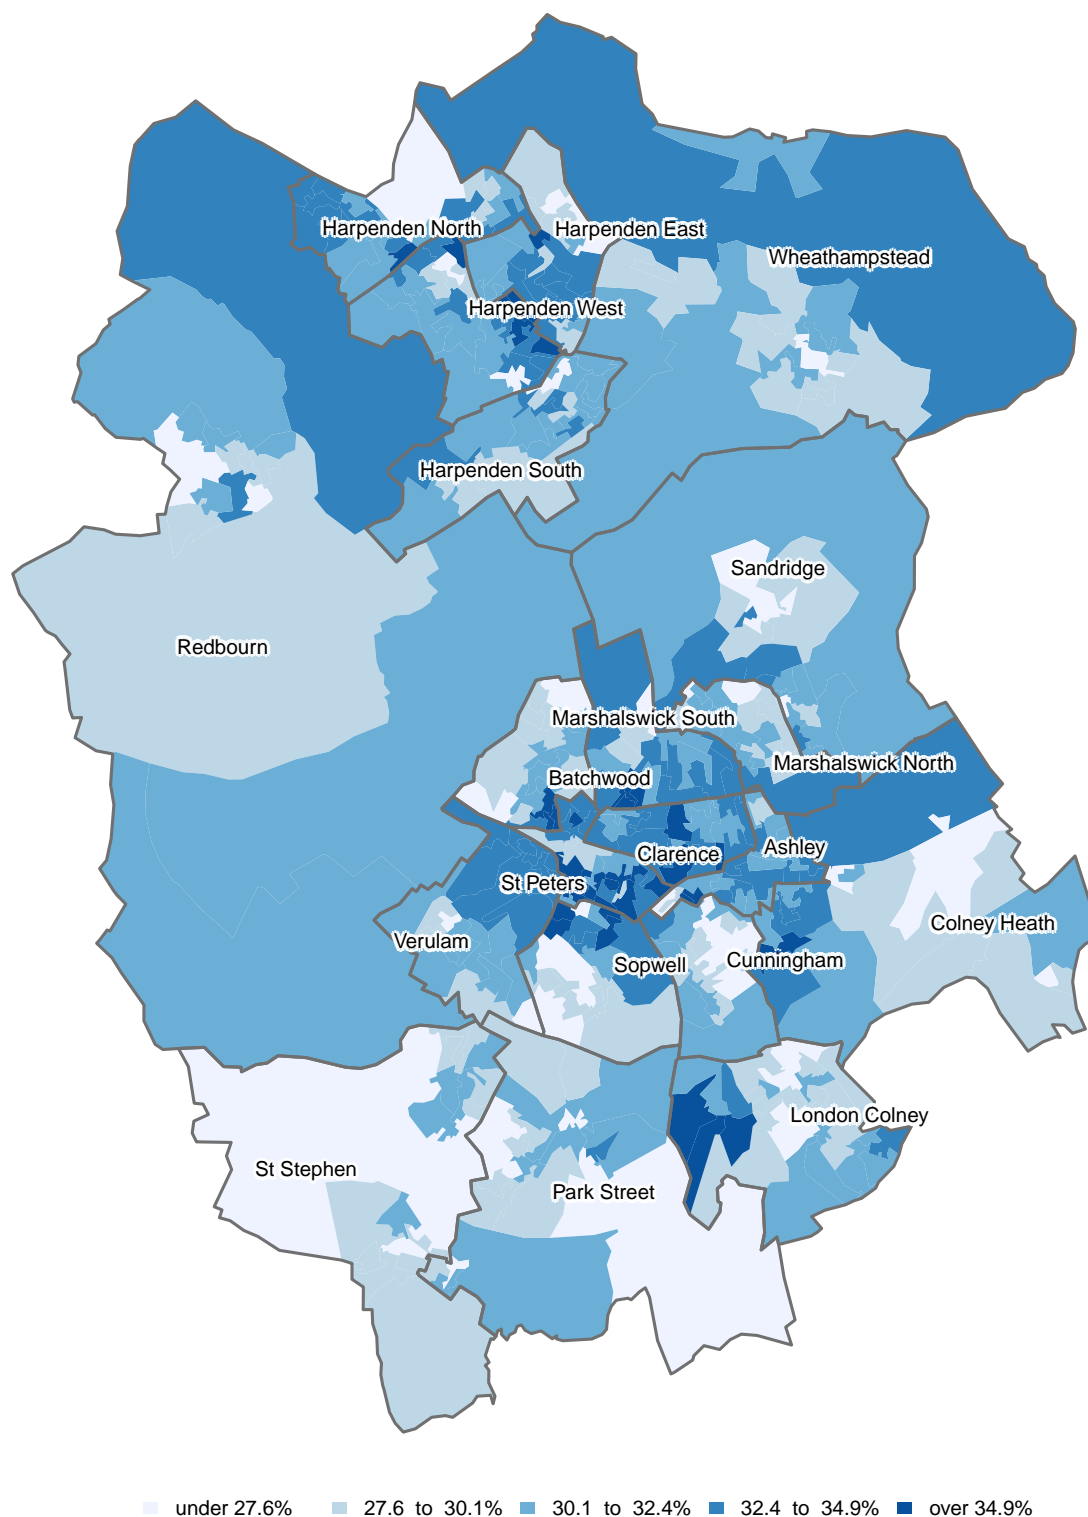 Harpenden North
Harpenden East
Wheathampstead
Harpenden West
Harpenden South
Sandridge
Redbourn
Marshalswick South
Marshalswick North
Batchwood
Ashley
Clarence
St Peters
Colney Heath
Verulam
Cunningham
Sopwell
London Colney
St Stephen
Park Street
under 27.6%
27.6 to 30.1%
30.1 to 32.4%
32.4 to 34.9%
over 34.9%